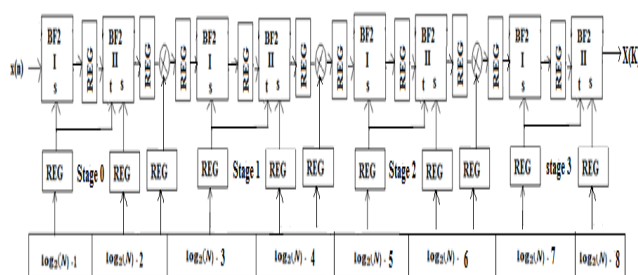 x(n)
BF2
I
s
REG
BF2
II
t s
REG
REG
BF2
I
s
REG
BF2
II
t s
REG
REG
BF2
I
s
REG
BF2
II
t s
REG
REG
BF2
I
s
REG
BF2
II
t s
X(K
REG Stage 0 REG REG REG Stage 1 REG REG REG Stage 2 REG REG REG stage 3 REG
log₂(N) - 1 log₂(N) - 2 log₂(N) - 3 log₂(N) - 4 log₂(N) - 5 log₂(N) - 6 log₂(N) - 7 log₂(N) - 8